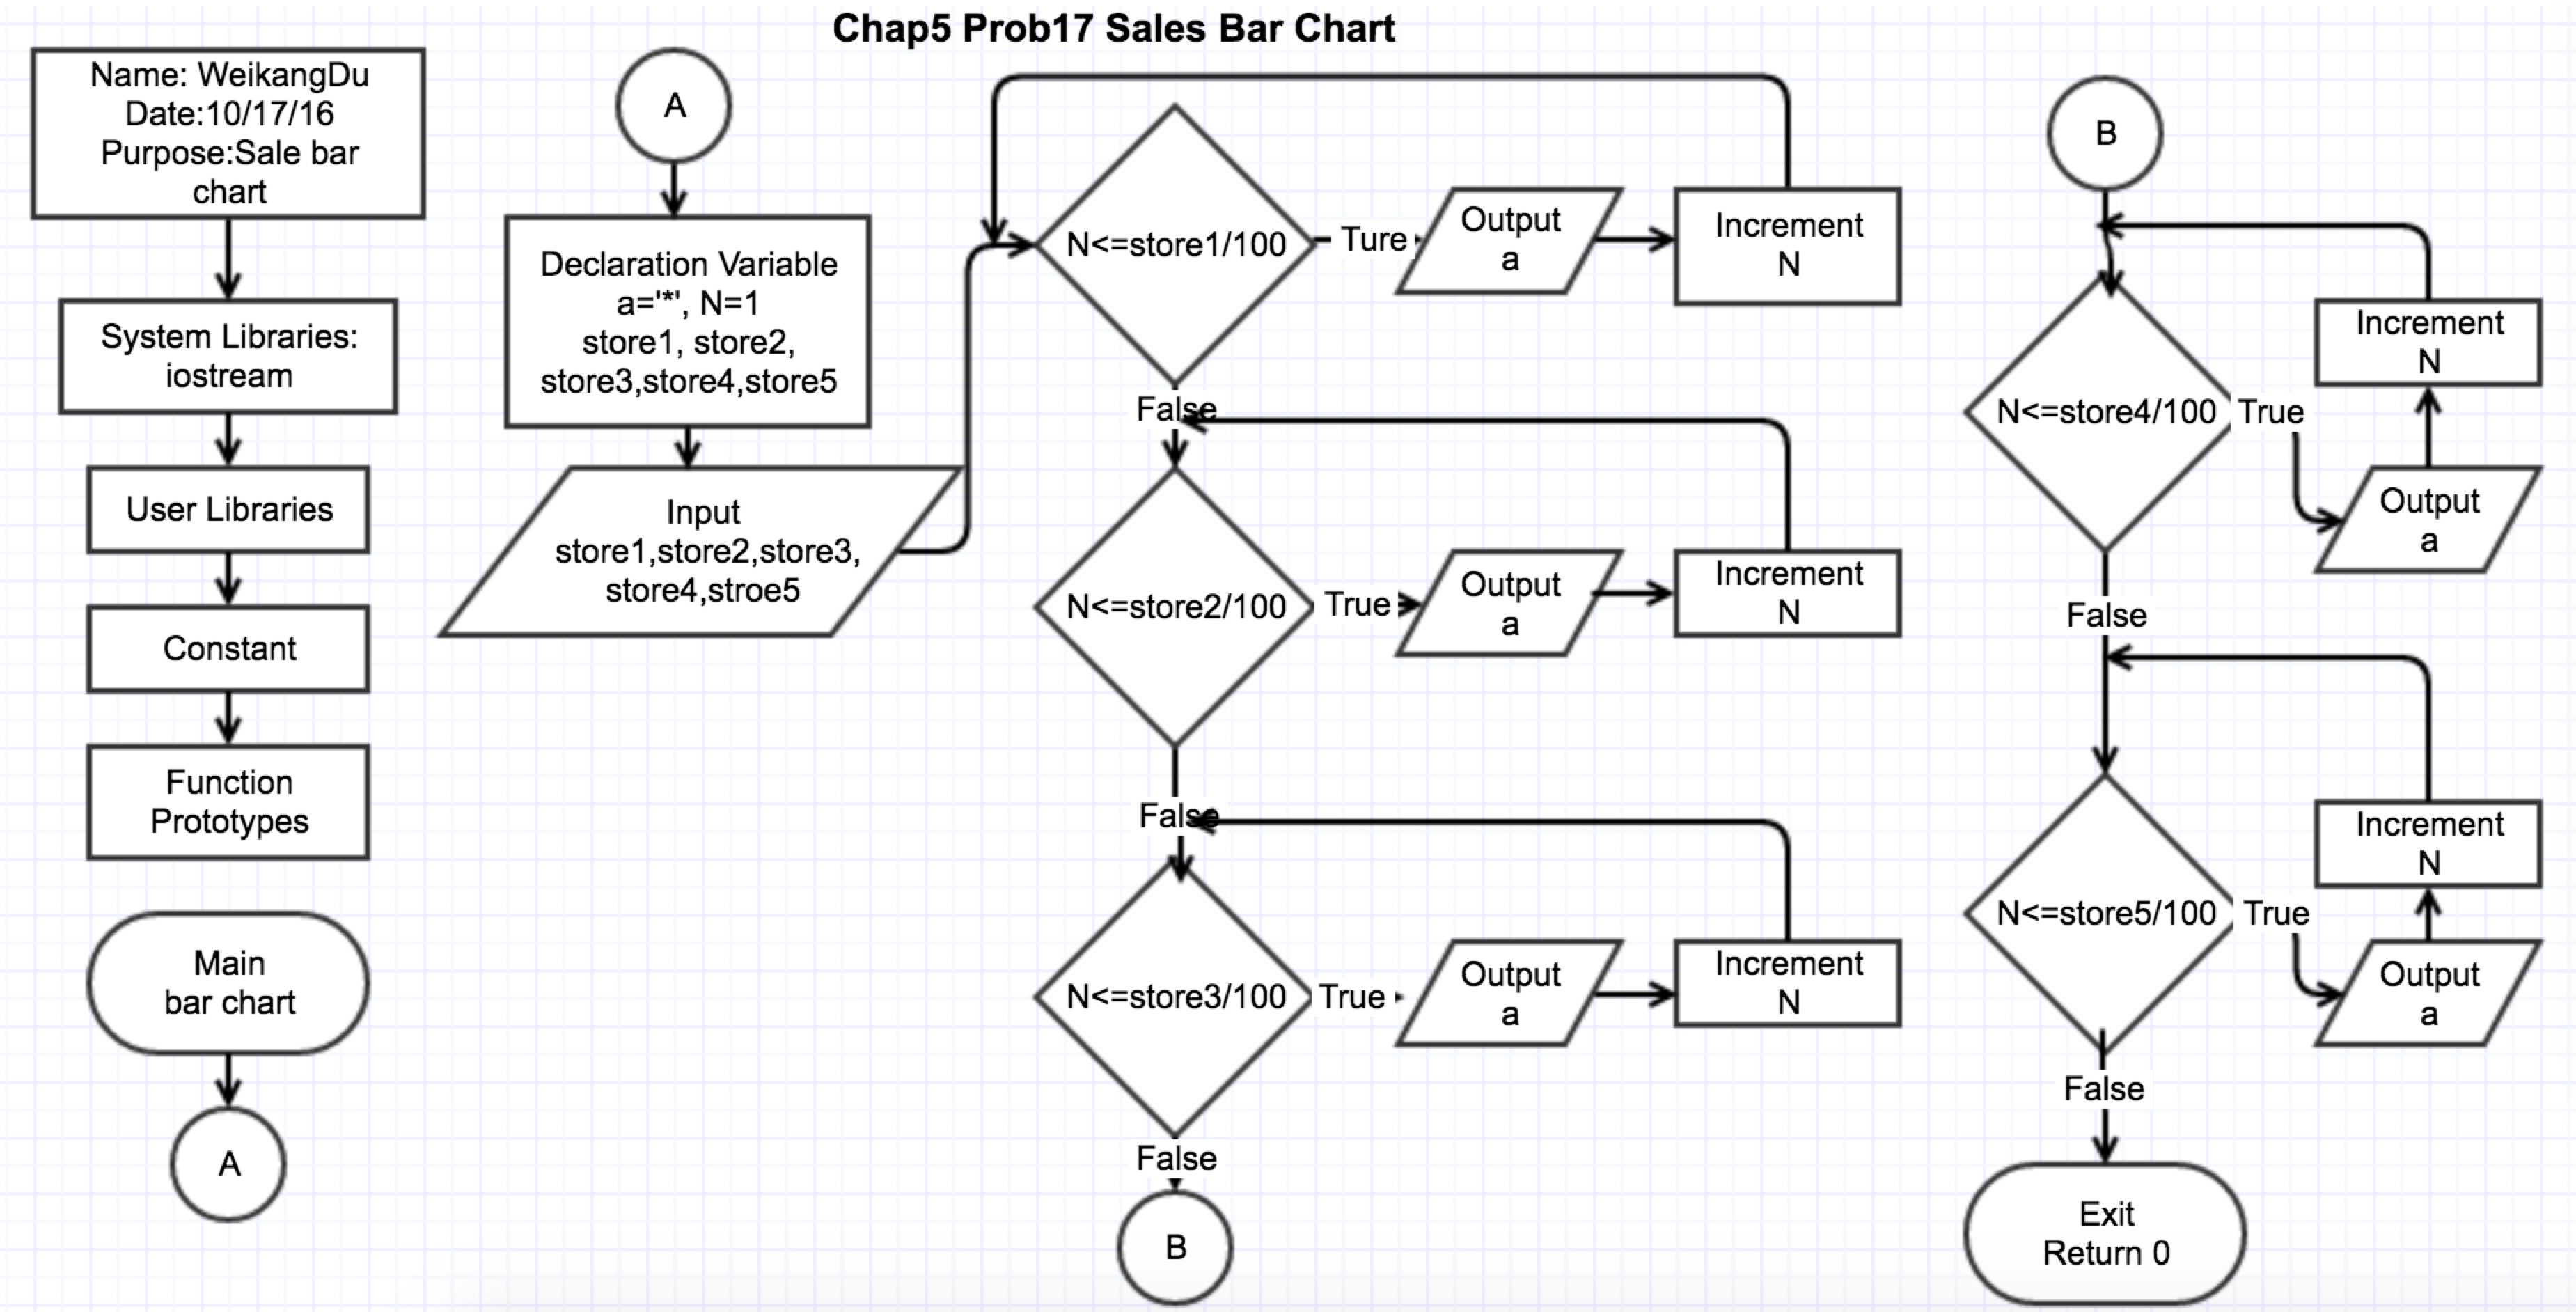 Chap5 Prob17 Sales Bar Chart
Name: WeikangDu
Date:10/17/16
Purpose:Sale bar
chart
System Libraries:
iostream
User Libraries
Constant
Function
Prototypes
Main
bar chart
A
A
Declaration Variable
a='*', N=1
store1, store2,
store3,store4,store5
Input
store1,store2,store3,
store4,stroe5
N<=store1/100
Ture
Output
a
Increment
N
False
N<=store2/100
True
Output
a
Increment
N
False
N<=store3/100
True
Output
a
Increment
N
False
B
B
N<=store4/100
True
Output
a
Increment
N
False
N<=store5/100
True
Output
a
Increment
N
False
Exit
Return 0